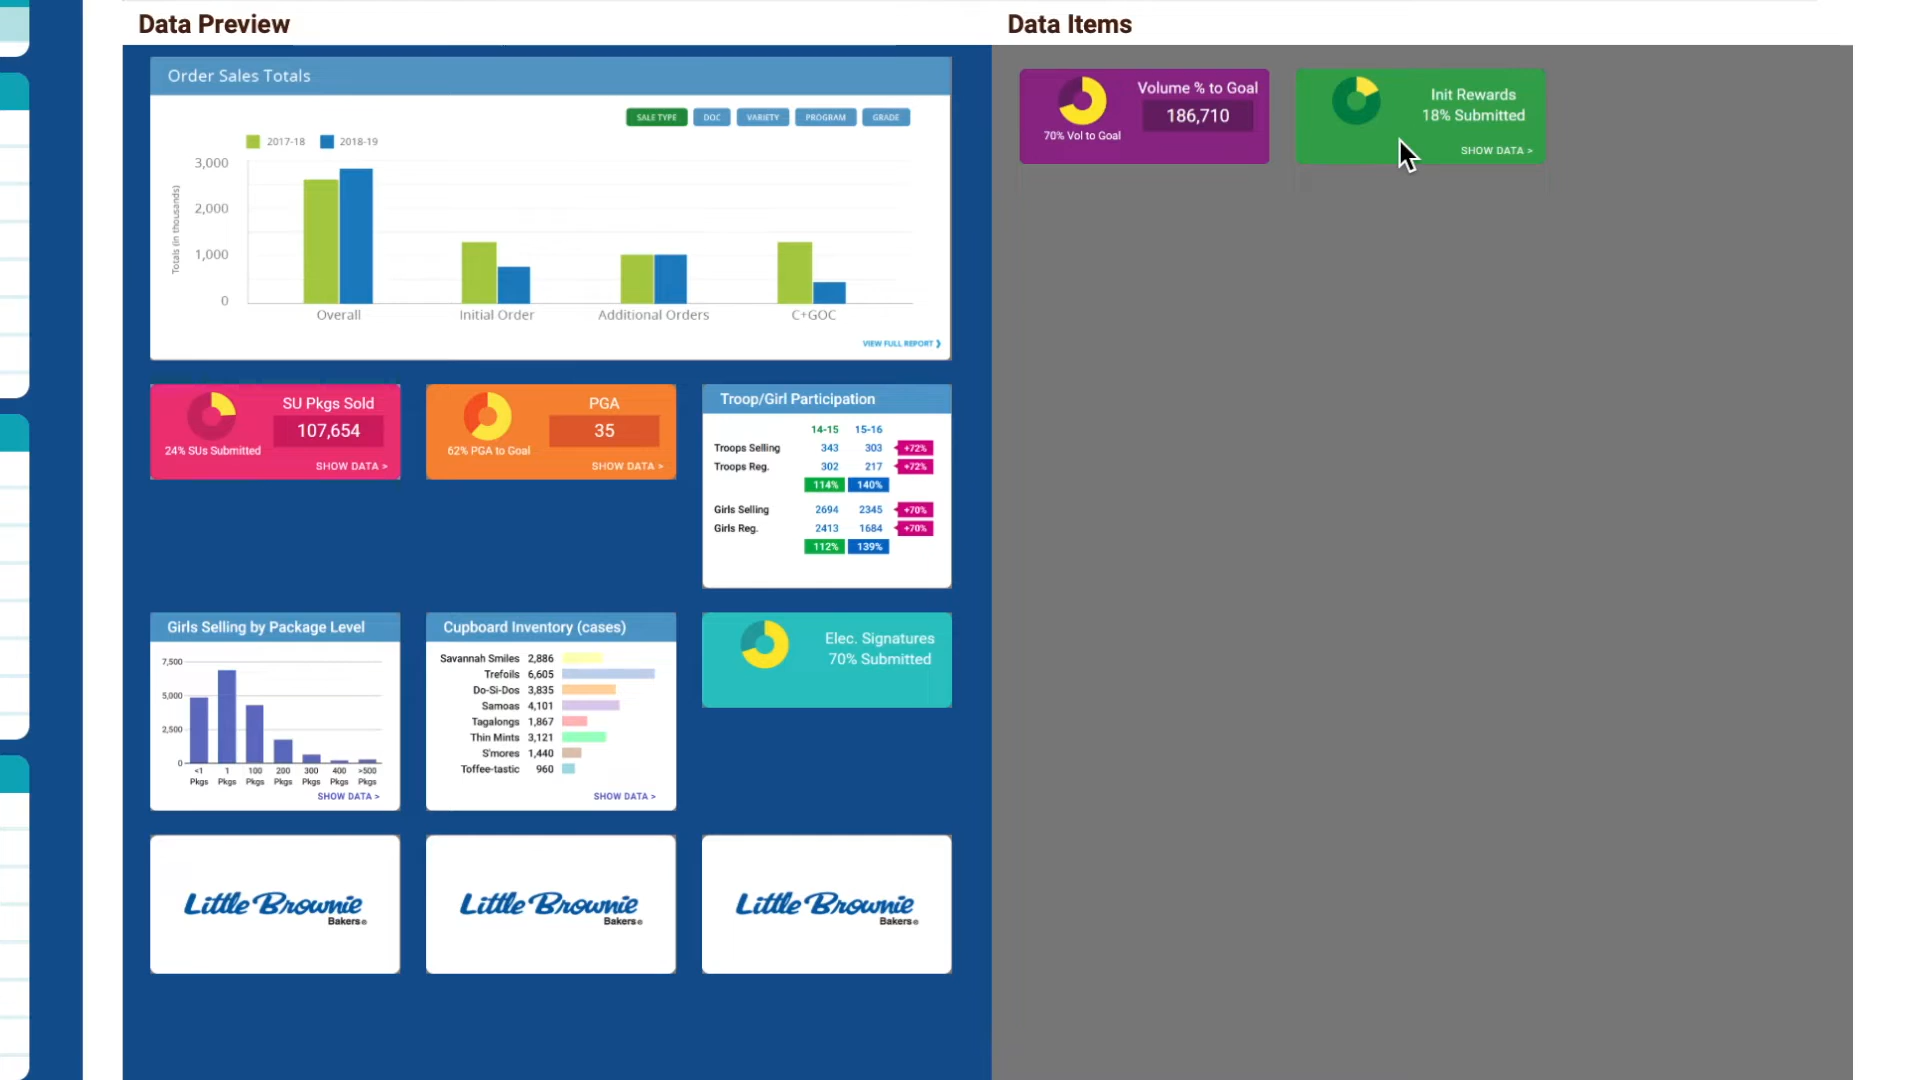 Data Preview
Data Items
Order Sales Totals
SALE TYPE
DOC
VARIETY
PROGRAM
GRADE
2017-18
2018-19
Totals (in thousands)
3,000
2,000
1,000
0
Overall
Initial Order
Additional Orders
C+GOC
VIEW FULL REPORT ❯
SU Pkgs Sold
107,654
24% SUs Submitted
SHOW DATA >
PGA
35
62% PGA to Goal
SHOW DATA >
Troop/Girl Participation
14-15 15-16
Troops Selling 343 303 +72%
Troops Reg. 302 217 +72%
114% 140%
Girls Selling 2694 2345 +70%
Girls Reg. 2413 1684 +70%
112% 139%
Girls Selling by Package Level
7,500
5,000
2,500
0
<1 Pkgs
1 Pkgs
100 Pkgs
200 Pkgs
300 Pkgs
400 Pkgs
>500 Pkgs
SHOW DATA >
Cupboard Inventory (cases)
Savannah Smiles 2,886
Trefoils 6,605
Do-Si-Dos 3,835
Samoas 4,101
Tagalongs 1,867
Thin Mints 3,121
S'mores 1,440
Toffee-tastic 960
SHOW DATA >
Elec. Signatures
70% Submitted
Little Brownie
Bakers®
Little Brownie
Bakers®
Little Brownie
Bakers®
Volume % to Goal
186,710
70% Vol to Goal
Init Rewards
18% Submitted
SHOW DATA >